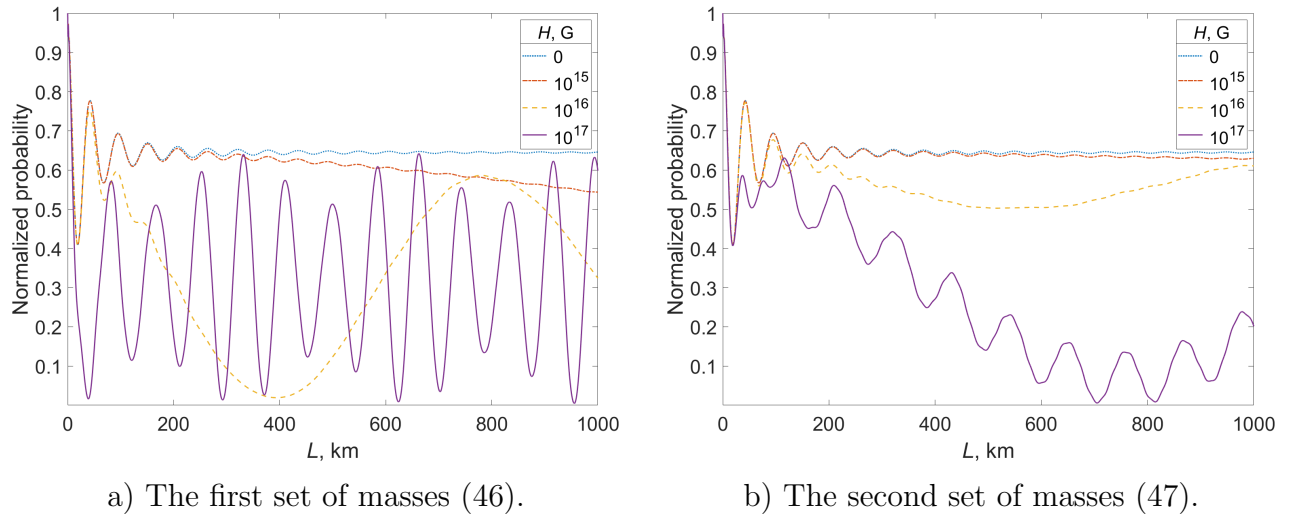 1
0.9
0.8
0.7
0.6
0.5
0.4
0.3
0.2
0.1
0 200 400 600 800 1000
Normalized probability
L, km
H, G
0
10^15
10^16
10^17
a) The first set of masses (46).
1
0.9
0.8
0.7
0.6
0.5
0.4
0.3
0.2
0.1
0 200 400 600 800 1000
Normalized probability
L, km
H, G
0
10^15
10^16
10^17
b) The second set of masses (47).